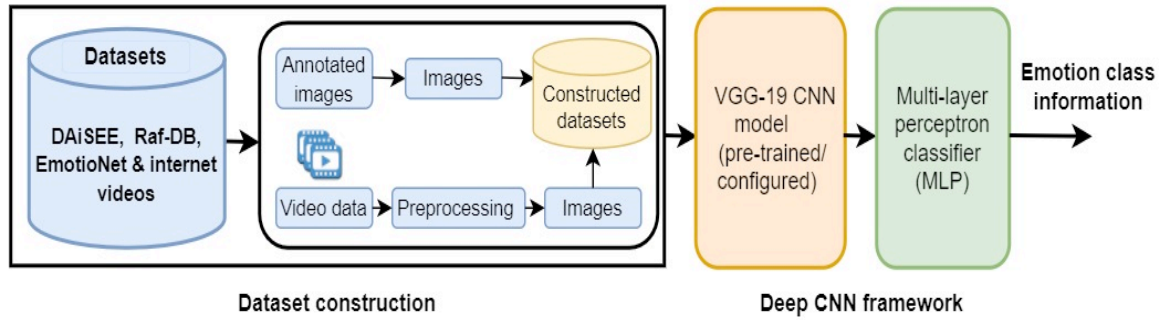 Datasets
DAiSEE, Raf-DB,
EmotioNet & internet
videos
Annotated
images
Images
Constructed
datasets
Video data
Preprocessing
Images
VGG-19 CNN
model
(pre-trained/
configured)
Multi-layer
perceptron
classifier
(MLP)
Emotion class
information
Dataset construction
Deep CNN framework